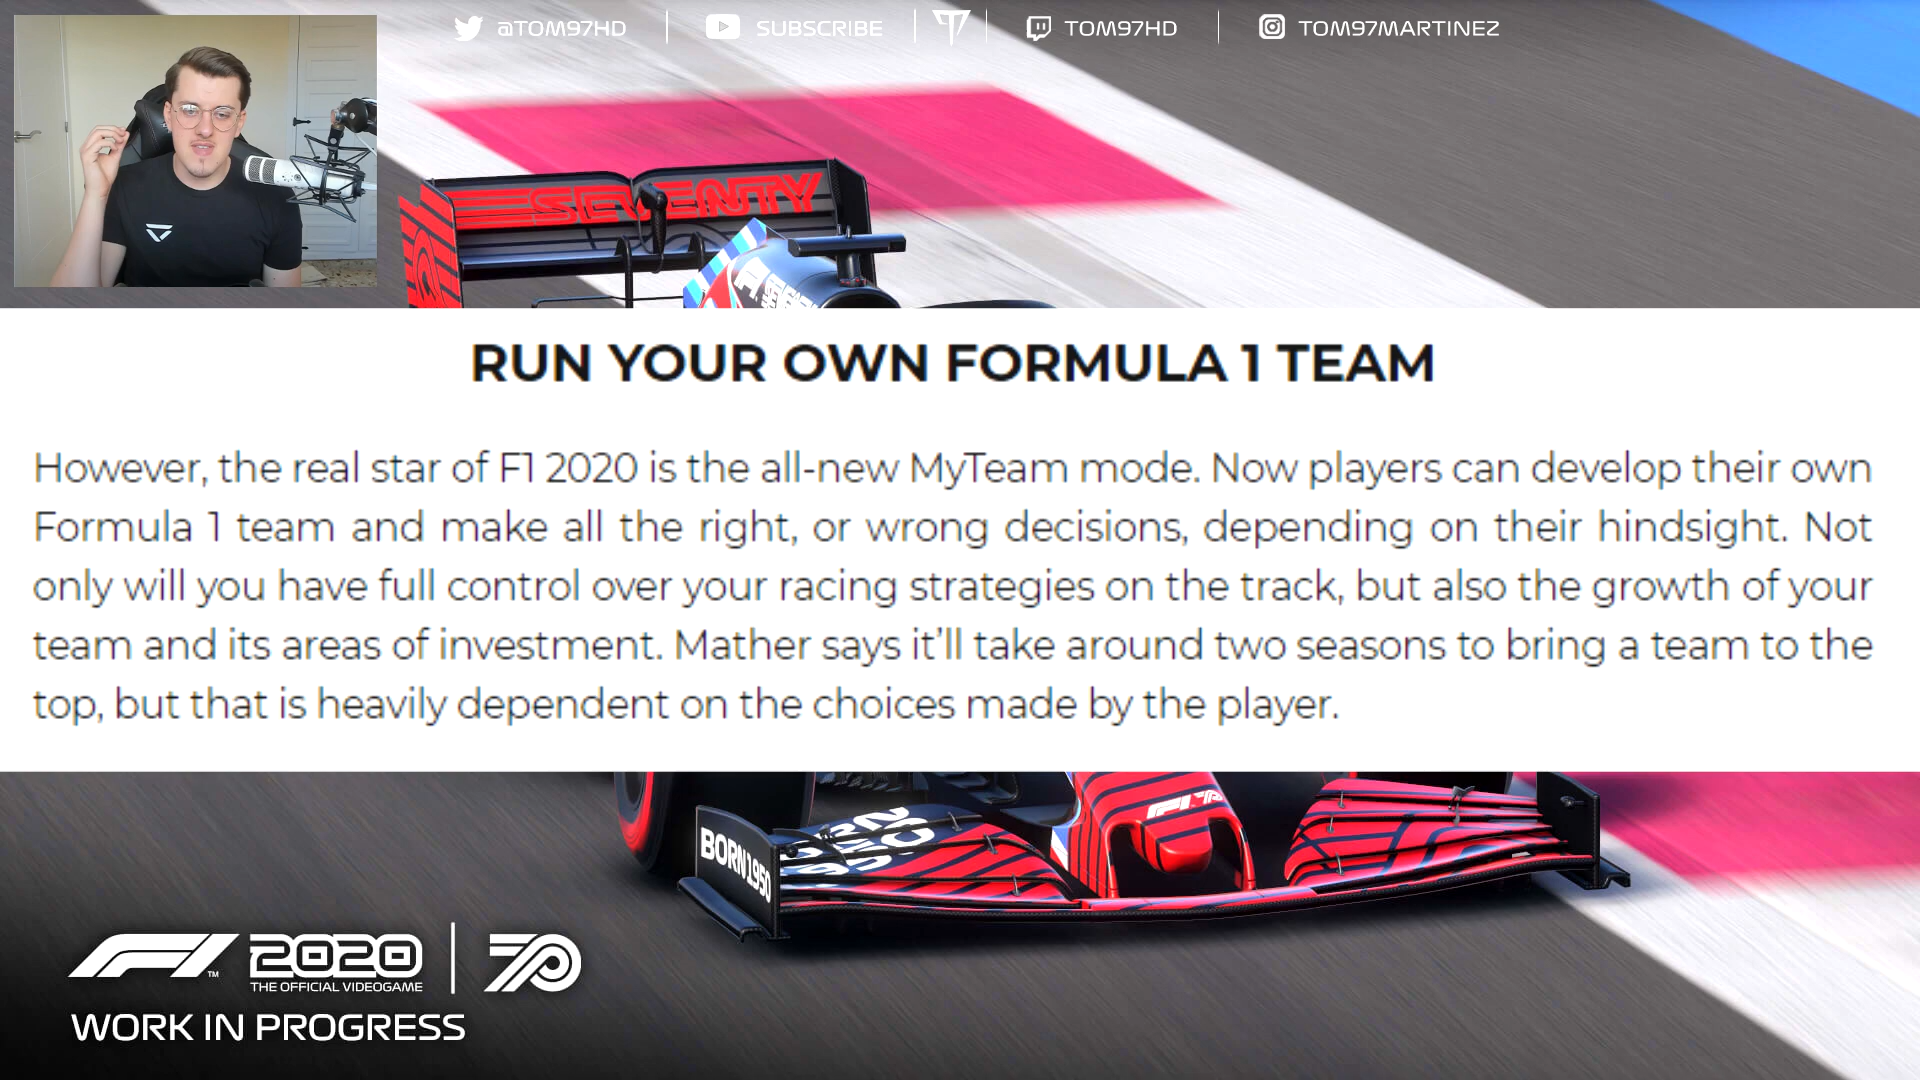 @TOM97HD
SUBSCRIBE
TOM97HD
TOM97MARTINEZ
SEVENTY
RUN YOUR OWN FORMULA 1 TEAM
However, the real star of F1 2020 is the all-new MyTeam mode. Now players can develop their own
Formula 1 team and make all the right, or wrong decisions, depending on their hindsight. Not
only will you have full control over your racing strategies on the track, but also the growth of your
team and its areas of investment. Mather says it'll take around two seasons to bring a team to the
top, but that is heavily dependent on the choices made by the player.
F1 70
BORN 1950
F1™ 2020 70
THE OFFICIAL VIDEOGAME
WORK IN PROGRESS